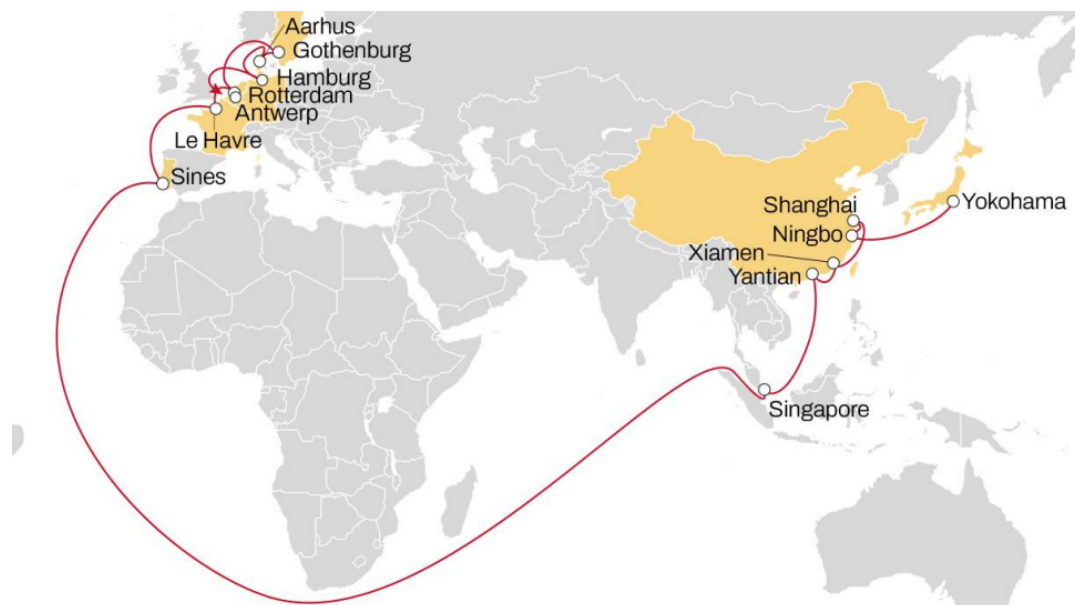 Aarhus
Gothenburg
Hamburg
Rotterdam
Antwerp
Le Havre
Sines
Shanghai
Yokohama
Ningbo
Xiamen
Yantian
Singapore